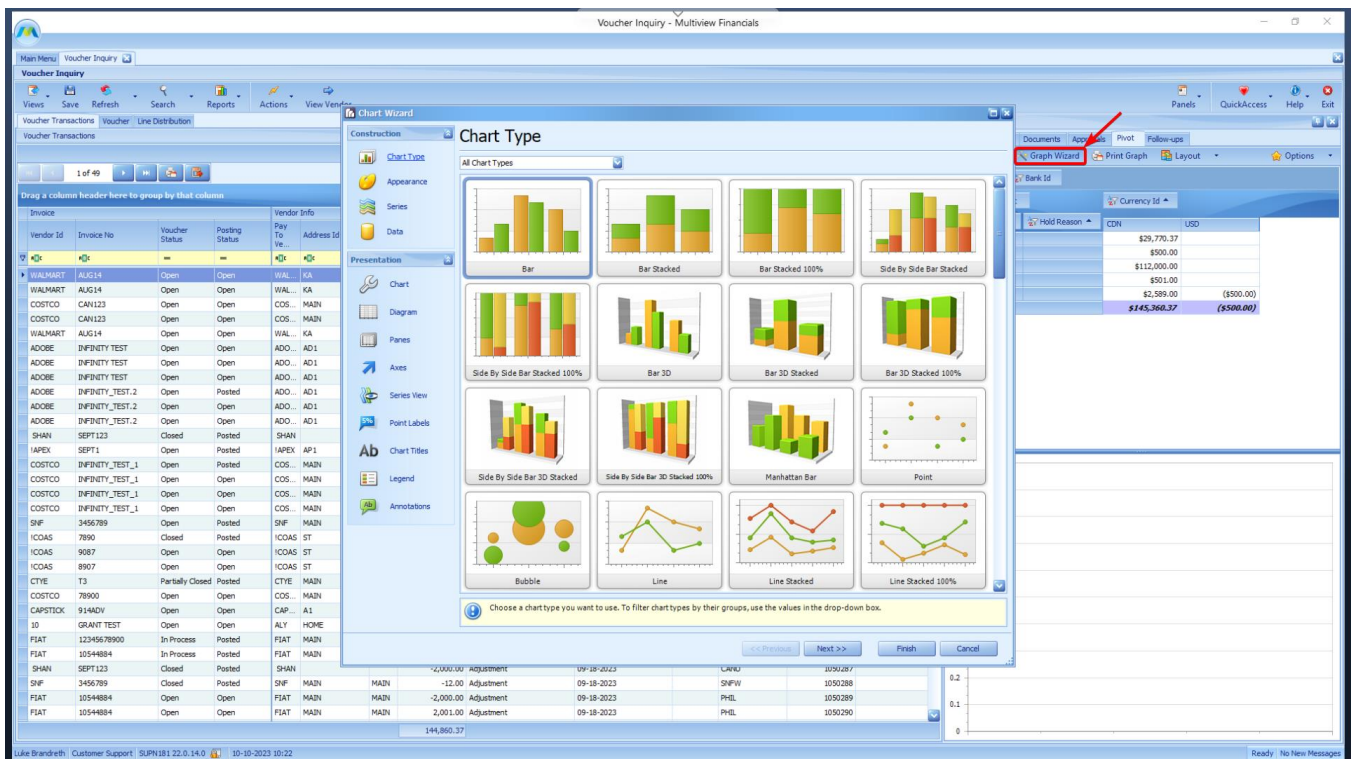 Voucher Inquiry - Multiview Financials
Main Menu Voucher Inquiry
Voucher Inquiry
Views Save Refresh Search Reports Actions View Vendor Panels QuickAccess Help Exit
Voucher Transactions Voucher Line Distribution
Voucher Transactions
1 of 49
Drag a column header here to group by that column
Invoice Vendor Info
Vendor Id Invoice No Voucher Status Posting Status Pay To Ve... Address Id
WALMART AUG14 Open Open WAL... KA
WALMART AUG14 Open Open WAL... KA
COSTCO CAN123 Open Open COS... MAIN
COSTCO CAN123 Open Open COS... MAIN
WALMART AUG14 Open Open WAL... KA
ADOBE INFINITY TEST Open Open ADO... AD1
ADOBE INFINITY TEST Open Open ADO... AD1
ADOBE INFINITY TEST Open Open ADO... AD1
ADOBE INFINITY_TEST.2 Open Posted ADO... AD1
ADOBE INFINITY_TEST.2 Open Open ADO... AD1
ADOBE INFINITY_TEST.2 Open Open ADO... AD1
SHAN SEPT123 Closed Posted SHAN
!APEX SEPT1 Open Posted !APEX AP1
COSTCO INFINITY_TEST_1 Open Posted COS... MAIN
COSTCO INFINITY_TEST_1 Open Open COS... MAIN
COSTCO INFINITY_TEST_1 Open Open COS... MAIN
COSTCO INFINITY_TEST_1 Open Open COS... MAIN
SNF 3456789 Open Posted SNF MAIN
!COAS 7890 Closed Posted !COAS ST
!COAS 9087 Open Open !COAS ST
!COAS 8907 Open Open !COAS ST
CTYE T3 Partially Closed Posted CTYE MAIN
COSTCO 78900 Open Open COS... MAIN
CAPSTICK 914ADV Open Open CAP... A1
10 GRANT TEST Open Open ALY HOME
FIAT 12345678900 In Process Posted FIAT MAIN
FIAT 10544884 In Process Posted FIAT MAIN
SHAN SEPT123 Closed Posted SHAN -2,000.00 Adjustment 09-18-2023 CANO 1050287
SNF 3456789 Closed Posted SNF MAIN MAIN -12.00 Adjustment 09-18-2023 SNFW 1050288
FIAT 10544884 Open Open FIAT MAIN MAIN -2,000.00 Adjustment 09-18-2023 PHIL 1050289
FIAT 10544884 Open Open FIAT MAIN MAIN 2,001.00 Adjustment 09-18-2023 PHIL 1050290
144,860.37
Chart Wizard
Construction
Chart Type
Appearance
Series
Data
Presentation
Chart
Diagram
Panes
Axes
Series View
Point Labels
Ab Chart Titles
Legend
Ab Annotations
Chart Type
All Chart Types
Bar Bar Stacked Bar Stacked 100% Side By Side Bar Stacked
Side By Side Bar Stacked 100% Bar 3D Bar 3D Stacked Bar 3D Stacked 100%
Side By Side Bar 3D Stacked Side By Side Bar 3D Stacked 100% Manhattan Bar Point
Bubble Line Line Stacked Line Stacked 100%
Choose a chart type you want to use. To filter chart types by their groups, use the values in the drop-down box.
<< Previous Next >> Finish Cancel
Documents Approvals Pivot Follow-ups
Graph Wizard Print Graph Layout Options
Bank Id
Currency Id
Hold Reason CDN USD
$29,770.37
$500.00
$112,000.00
$501.00
$2,589.00 ($500.00)
$145,360.37 ($500.00)
0.2
0.1
0
Luke Brandreth Customer Support SUPN181 22.0.14.0 10-10-2023 10:22 Ready No New Messages